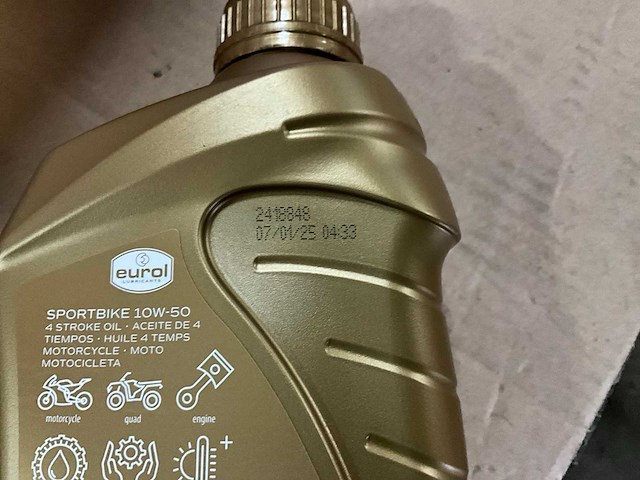 2418848
07/01/25 04:33
eurol
LUBRICANTS
SPORTBIKE 10W-50
4 STROKE OIL · ACEITE DE 4
TIEMPOS · HUILE 4 TEMPS
MOTORCYCLE · MOTO
MOTOCICLETA
motorcycle quad engine